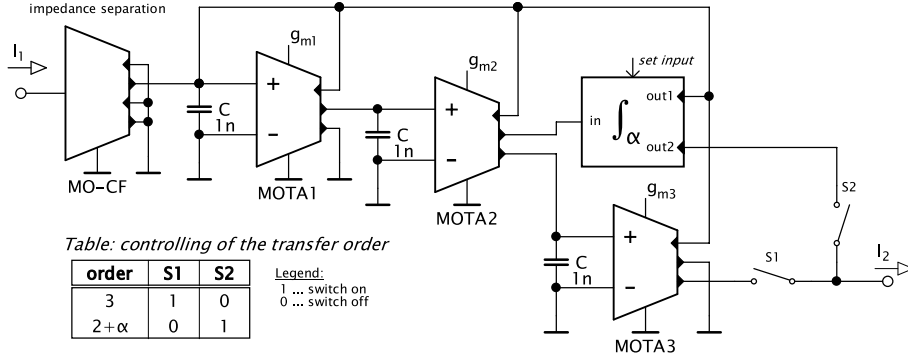 impedance separation
I1
MO-CF
C
1n
gm1
+
−
MOTA1
C
1n
gm2
+
−
MOTA2
set input
in
∫α
out1
out2
gm3
+
−
C
1n
MOTA3
S1
S2
I2
Table: controlling of the transfer order
order S1 S2
3 1 0
2+α 0 1
Legend:
1 ... switch on
0 ... switch off